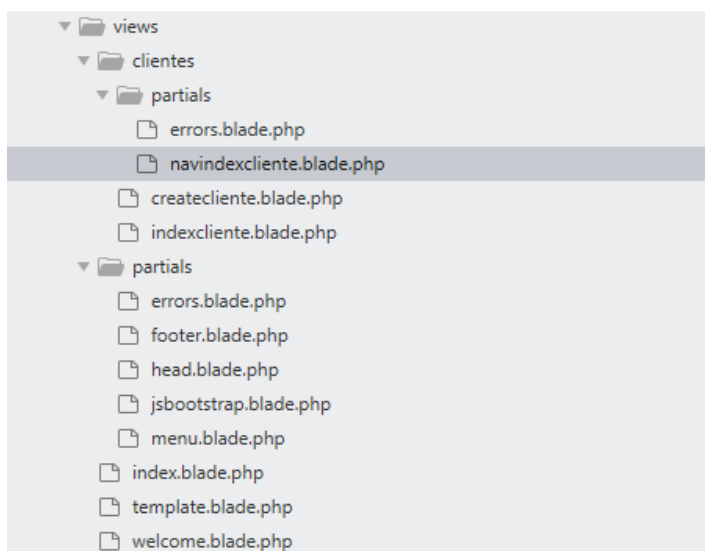 views
clientes
partials
errors.blade.php
navindexcliente.blade.php
createcliente.blade.php
indexcliente.blade.php
partials
errors.blade.php
footer.blade.php
head.blade.php
jsbootstrap.blade.php
menu.blade.php
index.blade.php
template.blade.php
welcome.blade.php